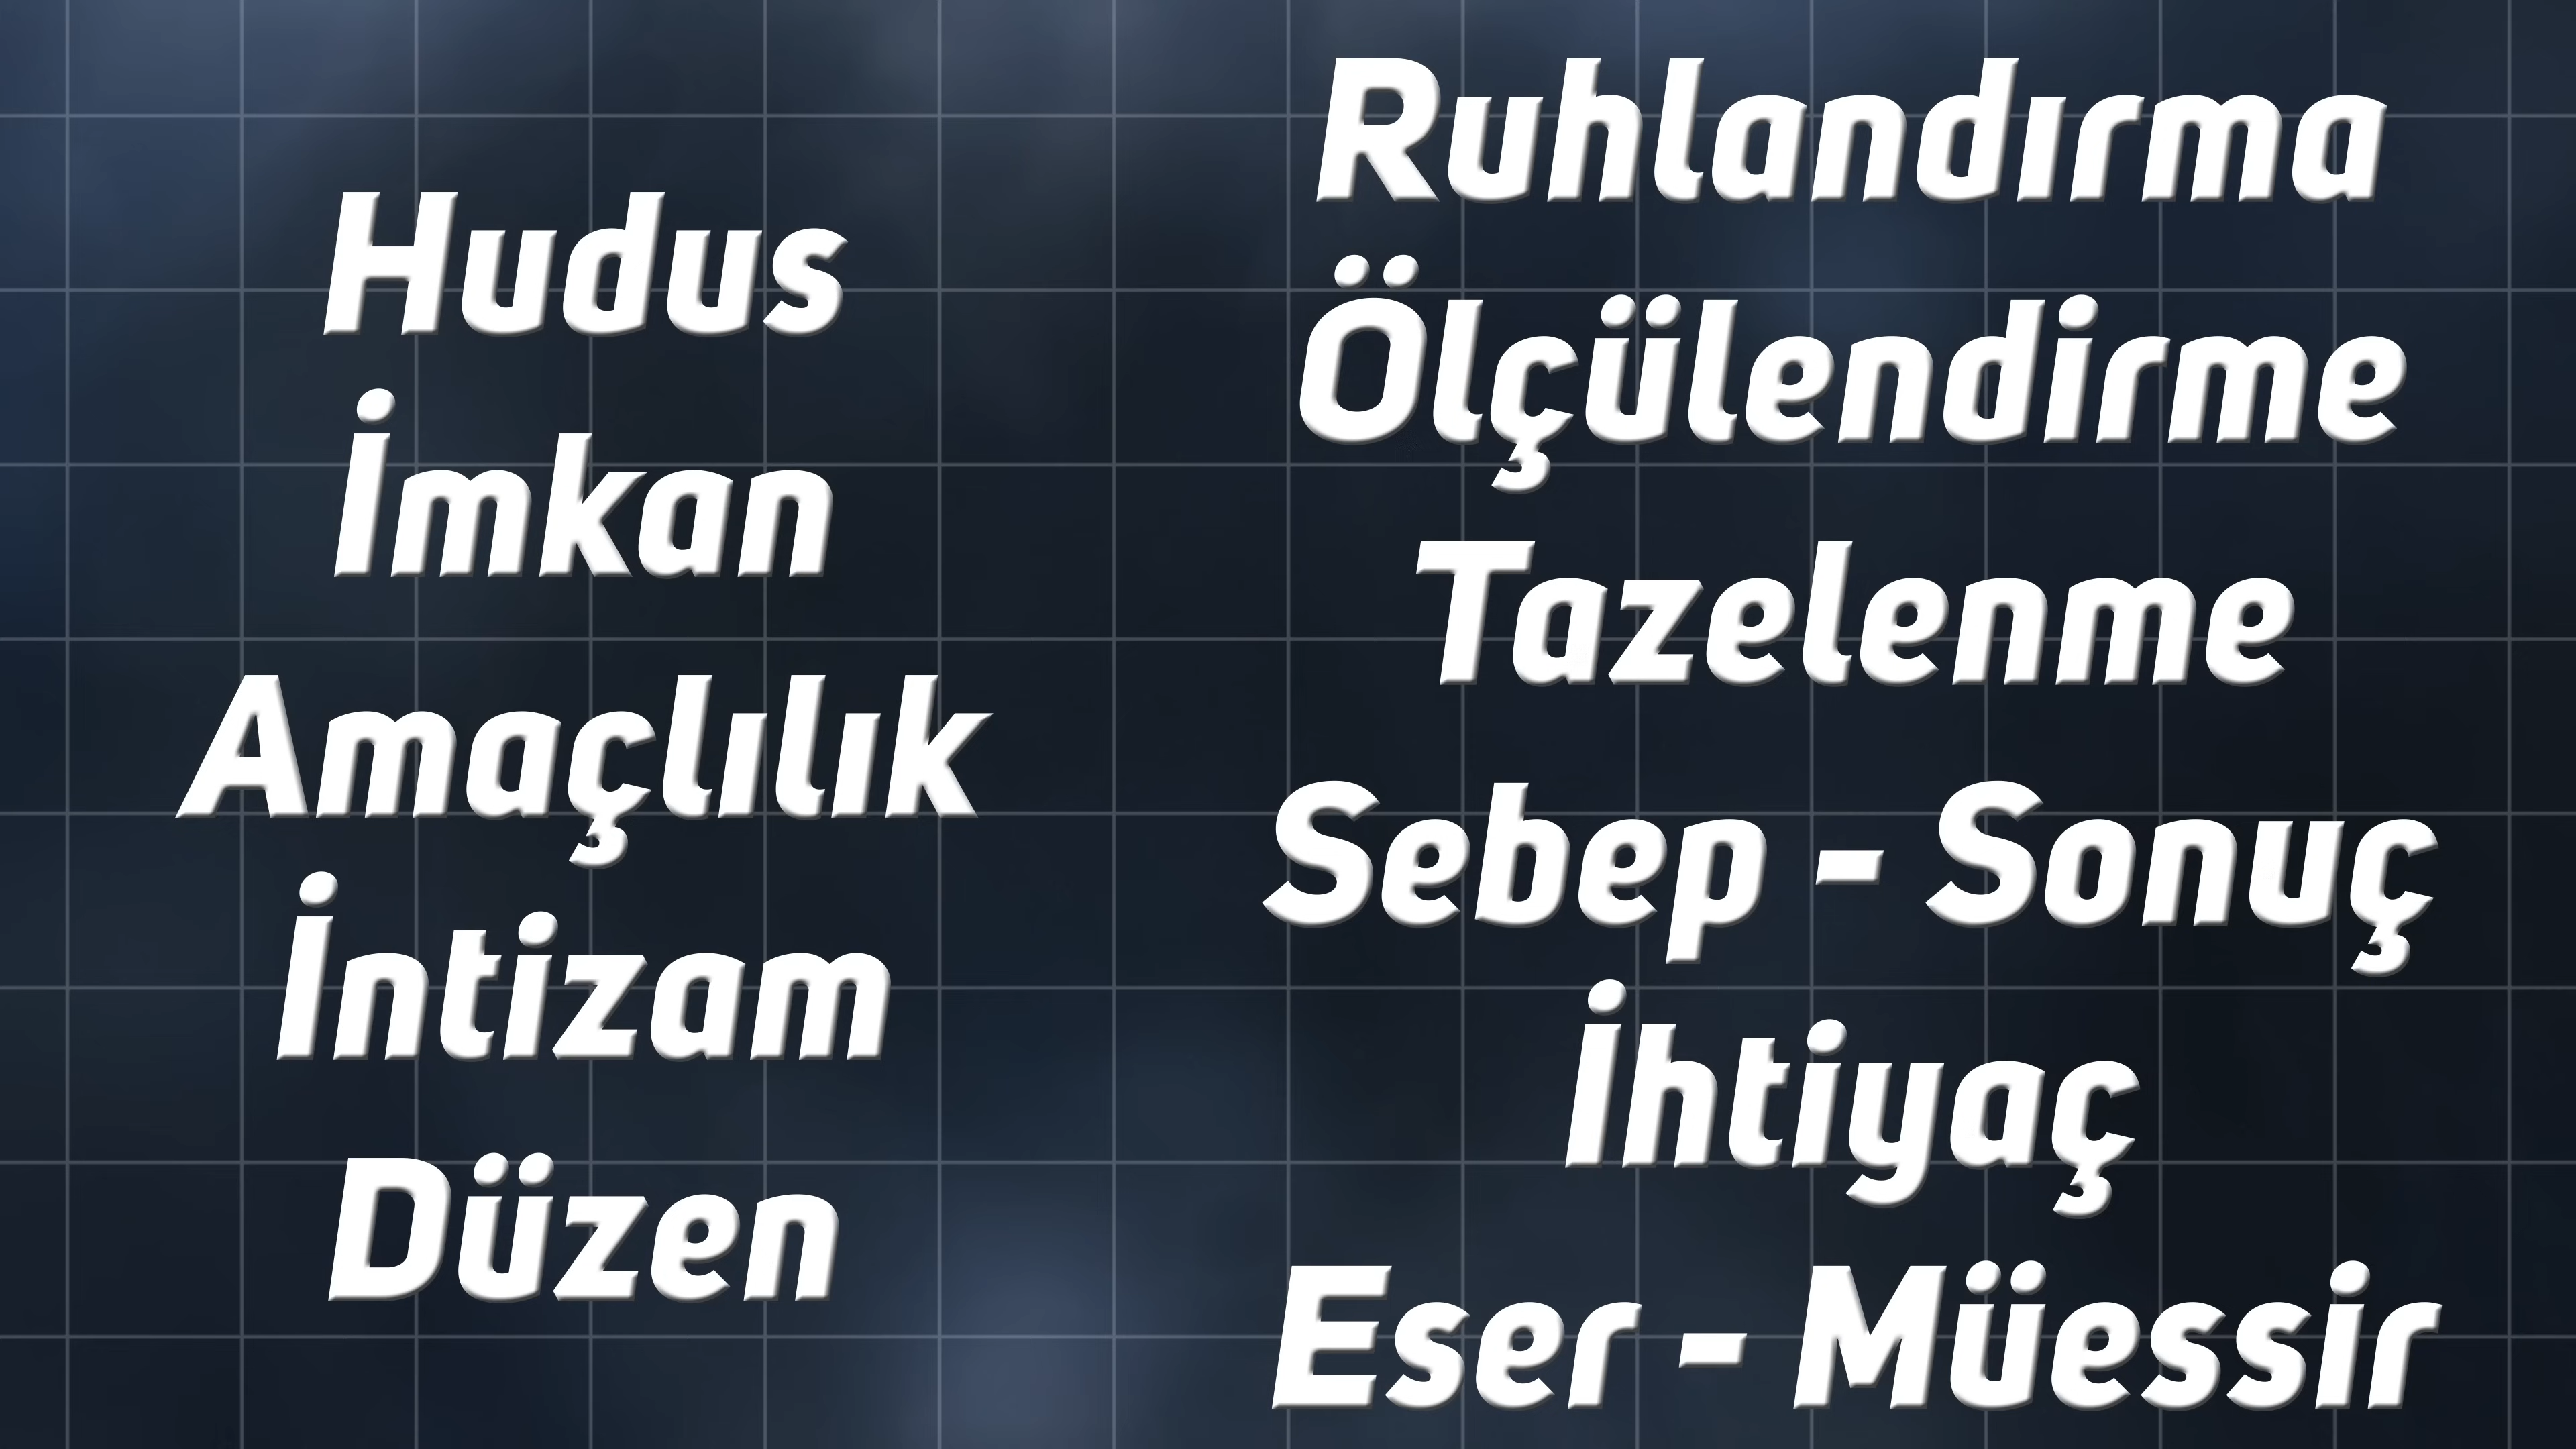 Hudus
İmkan
Amaçlılık
İntizam
Düzen
Ruhlandırma
Ölçülendirme
Tazelenme
Sebep - Sonuç
İhtiyaç
Eser - Müessir